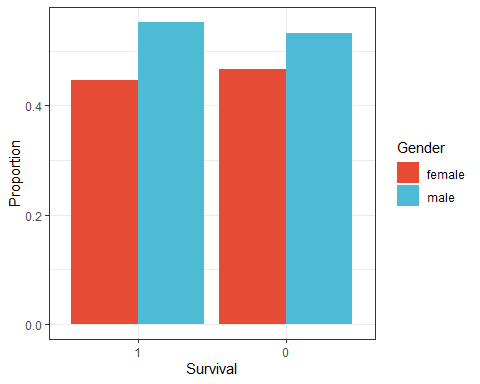 Proportion
0.4
0.2
0.0
1
0
Survival
Gender
female
male